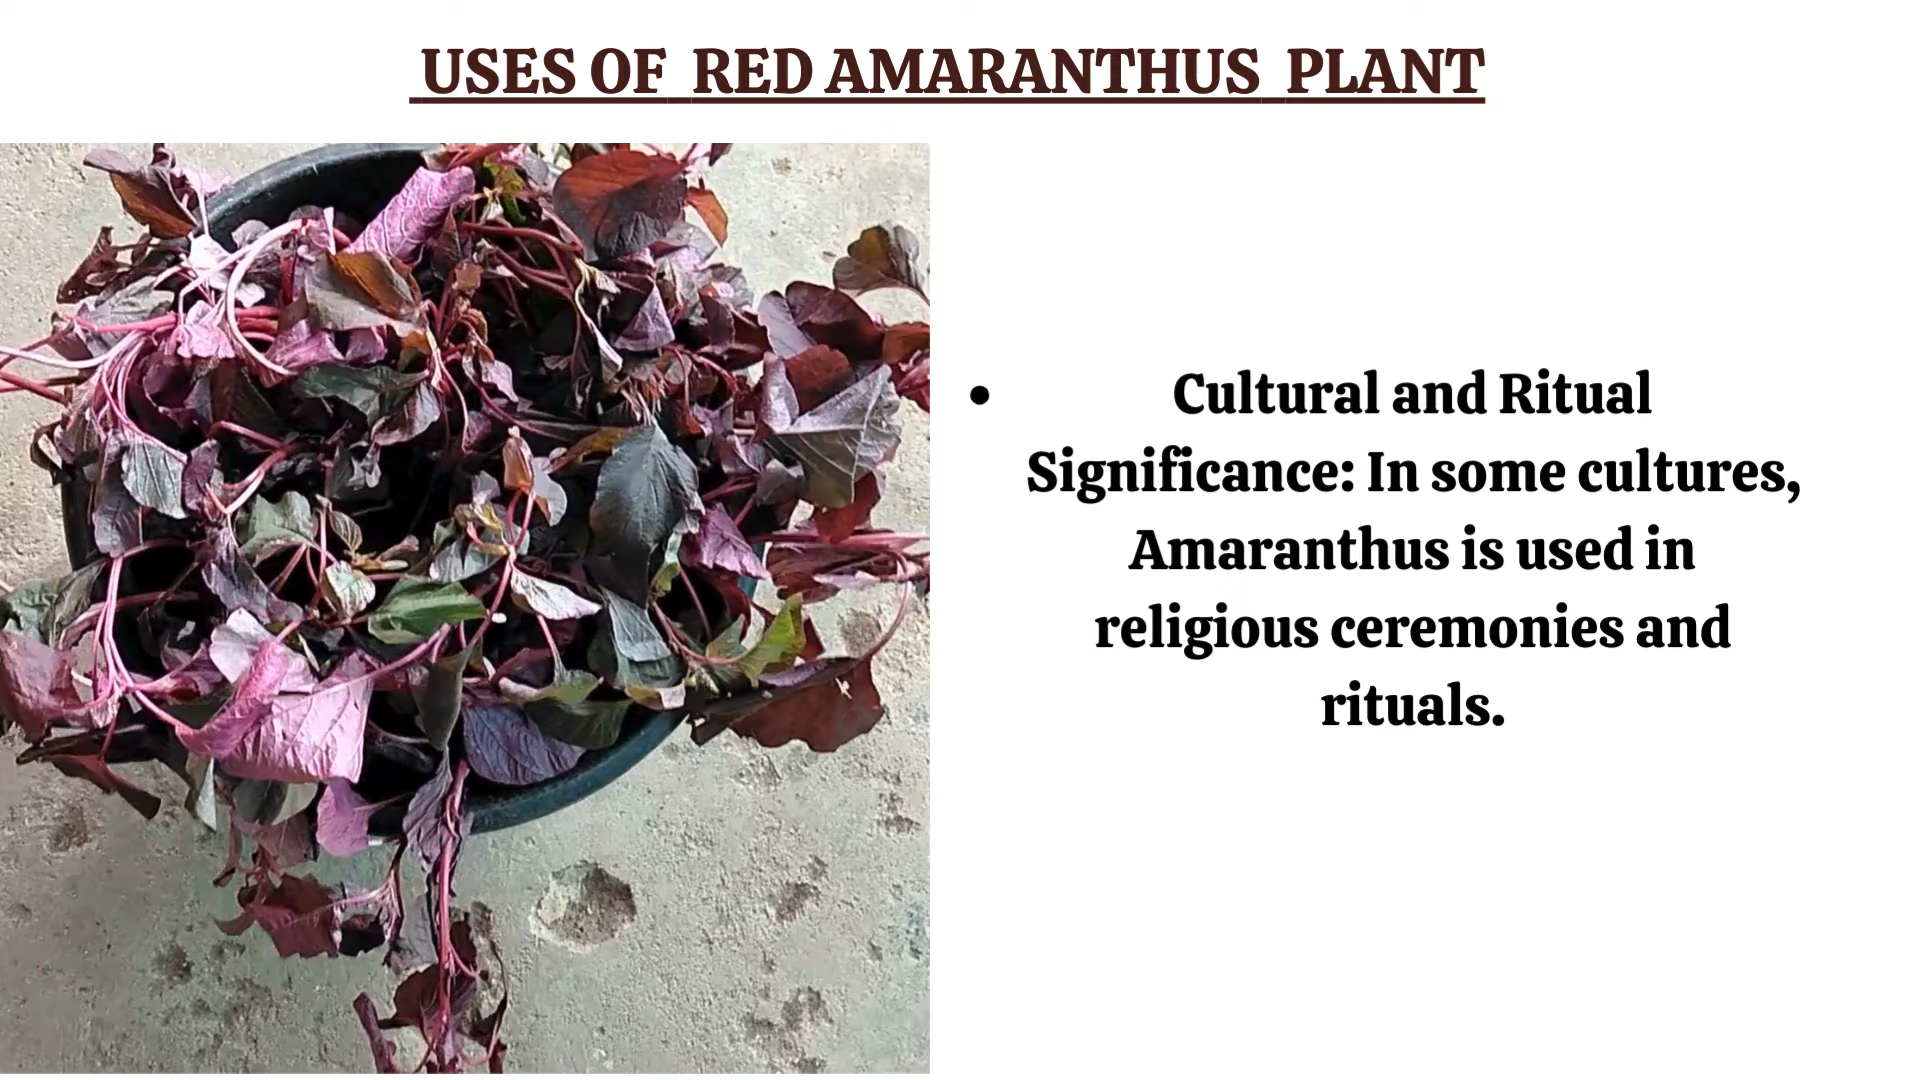 USES OF RED AMARANTHUS PLANT
• Cultural and Ritual
Significance: In some cultures,
Amaranthus is used in
religious ceremonies and
rituals.